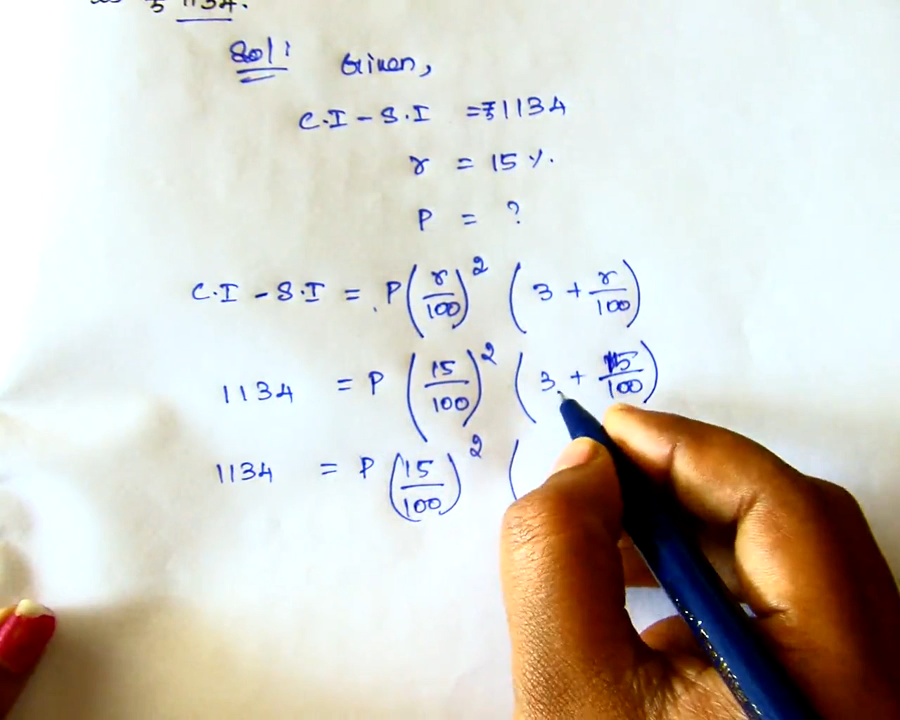 ₹ 1134.
Sol:
Given,
C.I - S.I = ₹1134
r = 15 %.
P = ?
C.I - S.I = P(r/100)² (3 + r/100)
1134 = P (15/100)² (3 + 15/100)
1134 = P (15/100)² (